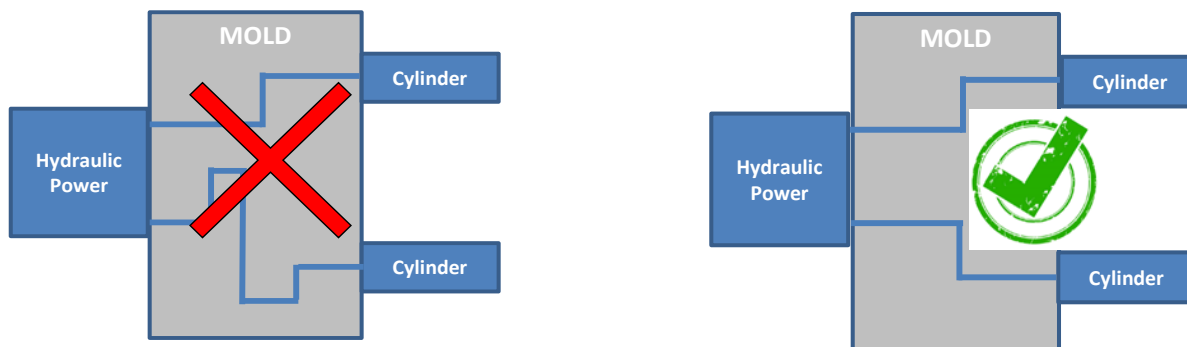 MOLD
Cylinder
Hydraulic
Power
Cylinder
MOLD
Cylinder
Hydraulic
Power
Cylinder